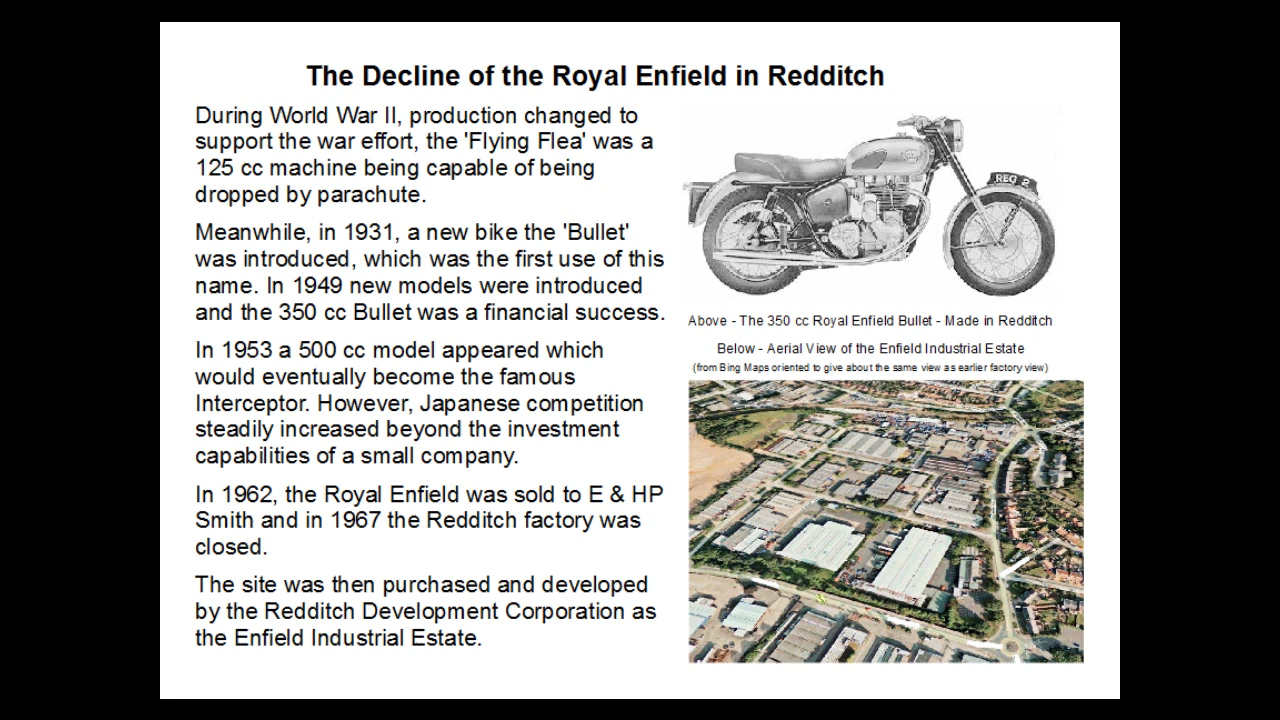 The Decline of the Royal Enfield in Redditch
During World War II, production changed to
support the war effort, the 'Flying Flea' was a
125 cc machine being capable of being
dropped by parachute.
Meanwhile, in 1931, a new bike the 'Bullet'
was introduced, which was the first use of this
name. In 1949 new models were introduced
and the 350 cc Bullet was a financial success.
In 1953 a 500 cc model appeared which
would eventually become the famous
Interceptor. However, Japanese competition
steadily increased beyond the investment
capabilities of a small company.
In 1962, the Royal Enfield was sold to E & HP
Smith and in 1967 the Redditch factory was
closed.
The site was then purchased and developed
by the Redditch Development Corporation as
the Enfield Industrial Estate.
REG 2
Above - The 350 cc Royal Enfield Bullet - Made in Redditch
Below - Aerial View of the Enfield Industrial Estate
(from Bing Maps oriented to give about the same view as earlier factory view)